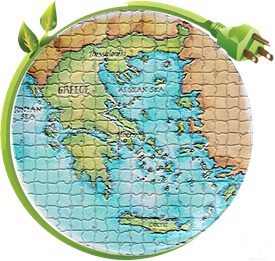 Thessaloniki
GREECE
AEGEAN SEA
IONIAN
SEA
CRETE